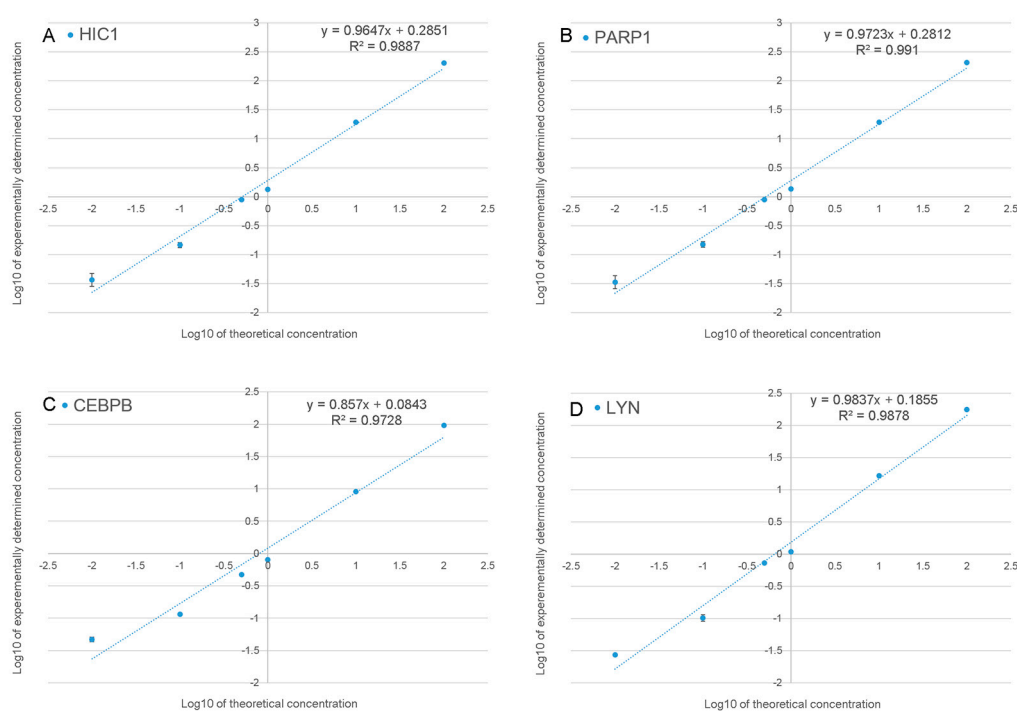 A
HIC1
y = 0.9647x + 0.2851
R² = 0.9887
3
2.5
2
1.5
1
0.5
0
-0.5
-1
-1.5
-2
-2.5 -2 -1.5 -1 -0.5 0 0.5 1 1.5 2 2.5
Log10 of experementally determined concentration
Log10 of theoretical concentration
B
PARP1
y = 0.9723x + 0.2812
R² = 0.991
3
2.5
2
1.5
1
0.5
0
-0.5
-1
-1.5
-2
-2.5 -2 -1.5 -1 -0.5 0 0.5 1 1.5 2 2.5
Log10 of experementally determined concentration
Log10 of theoretical concentration
C
CEBPB
y = 0.857x + 0.0843
R² = 0.9728
2.5
2
1.5
1
0.5
0
-0.5
-1
-1.5
-2
-2.5 -2 -1.5 -1 -0.5 0 0.5 1 1.5 2 2.5
Log10 of experementally determined concentration
Log10 of theoretical concentration
D
LYN
y = 0.9837x + 0.1855
R² = 0.9878
2.5
2
1.5
1
0.5
0
-0.5
-1
-1.5
-2
-2.5 -2 -1.5 -1 -0.5 0 0.5 1 1.5 2 2.5
Log10 of experementally determined concentration
Log10 of theoretical concentration